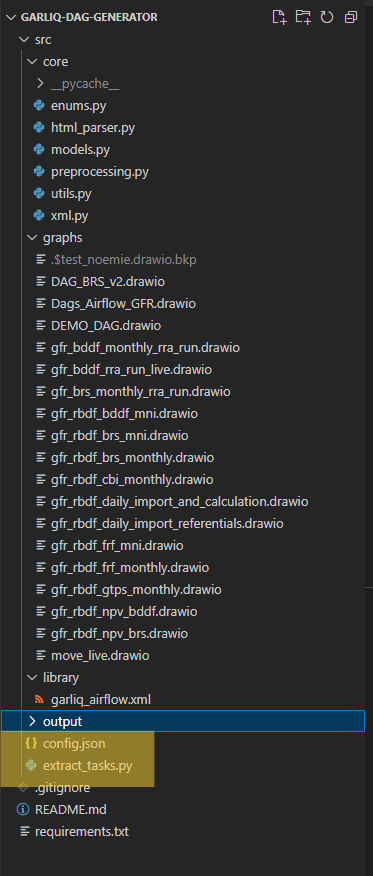 GARLIQ-DAG-GENERATOR
src
core
__pycache__
enums.py
html_parser.py
models.py
preprocessing.py
utils.py
xml.py
graphs
.$test_noemie.drawio.bkp
DAG_BRS_v2.drawio
Dags_Airflow_GFR.drawio
DEMO_DAG.drawio
gfr_bddf_monthly_rra_run.drawio
gfr_bddf_rra_run_live.drawio
gfr_brs_monthly_rra_run.drawio
gfr_rbdf_bddf_mni.drawio
gfr_rbdf_brs_mni.drawio
gfr_rbdf_brs_monthly.drawio
gfr_rbdf_cbi_monthly.drawio
gfr_rbdf_daily_import_and_calculation.drawio
gfr_rbdf_daily_import_referentials.drawio
gfr_rbdf_frf_mni.drawio
gfr_rbdf_frf_monthly.drawio
gfr_rbdf_gtps_monthly.drawio
gfr_rbdf_npv_bddf.drawio
gfr_rbdf_npv_brs.drawio
move_live.drawio
library
garliq_airflow.xml
output
{} config.json
extract_tasks.py
.gitignore
README.md
requirements.txt